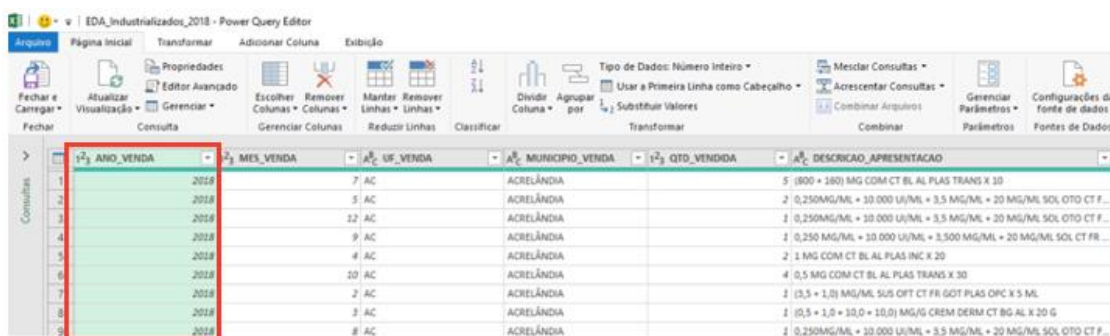 EDA_Industrializados_2018 - Power Query Editor
Arquivo Página Inicial Transformar Adicionar Coluna Exibição
Fechar e Carregar
Fechar
Atualizar Visualização
Propriedades
Editor Avançado
Gerenciar
Consulta
Escolher Colunas
Remover Colunas
Gerenciar Colunas
Manter Linhas
Remover Linhas
Reduzir Linhas
Classificar
Dividir Coluna
Agrupar por
Tipo de Dados: Número Inteiro
Usar a Primeira Linha como Cabeçalho
Substituir Valores
Transformar
Mesclar Consultas
Acrescentar Consultas
Combinar Arquivos
Combinar
Gerenciar Parâmetros
Parâmetros
Configurações da fonte de dados
Fontes de Dados
Consultas
ANO_VENDA MES_VENDA UF_VENDA MUNICIPIO_VENDA QTD_VENDIDA DESCRICAO_APRESENTACAO
1 2018 7 AC ACRELÂNDIA 5 (800 + 160) MG COM CT BL AL PLAS TRANS X 10
2 2018 5 AC ACRELÂNDIA 2 0,250MG/ML + 10.000 UI/ML + 3,5 MG/ML + 20 MG/ML SOL OTO CT F...
3 2018 12 AC ACRELÂNDIA 1 0,250MG/ML + 10.000 UI/ML + 3,5 MG/ML + 20 MG/ML SOL OTO CT F...
4 2018 9 AC ACRELÂNDIA 1 0,250 MG/ML + 10.000 UI/ML + 3,500 MG/ML + 20 MG/ML SOL CT FR ...
5 2018 4 AC ACRELÂNDIA 2 1 MG COM CT BL AL PLAS INC X 20
6 2018 10 AC ACRELÂNDIA 4 0,5 MG COM CT BL AL PLAS TRANS X 30
7 2018 2 AC ACRELÂNDIA 1 (3,5 + 1,0) MG/ML SUS OFT CT FR GOT PLAS OPC X 5 ML
8 2018 3 AC ACRELÂNDIA 1 (0,5 + 1,0 + 10,0 + 10,0) MG/G CREM DERM CT BG AL X 20 G
9 2018 8 AC ACRELÂNDIA 1 0,250MG/ML + 10.000 UI/ML + 3,5 MG/ML + 20 MG/ML SOL OTO CT F...